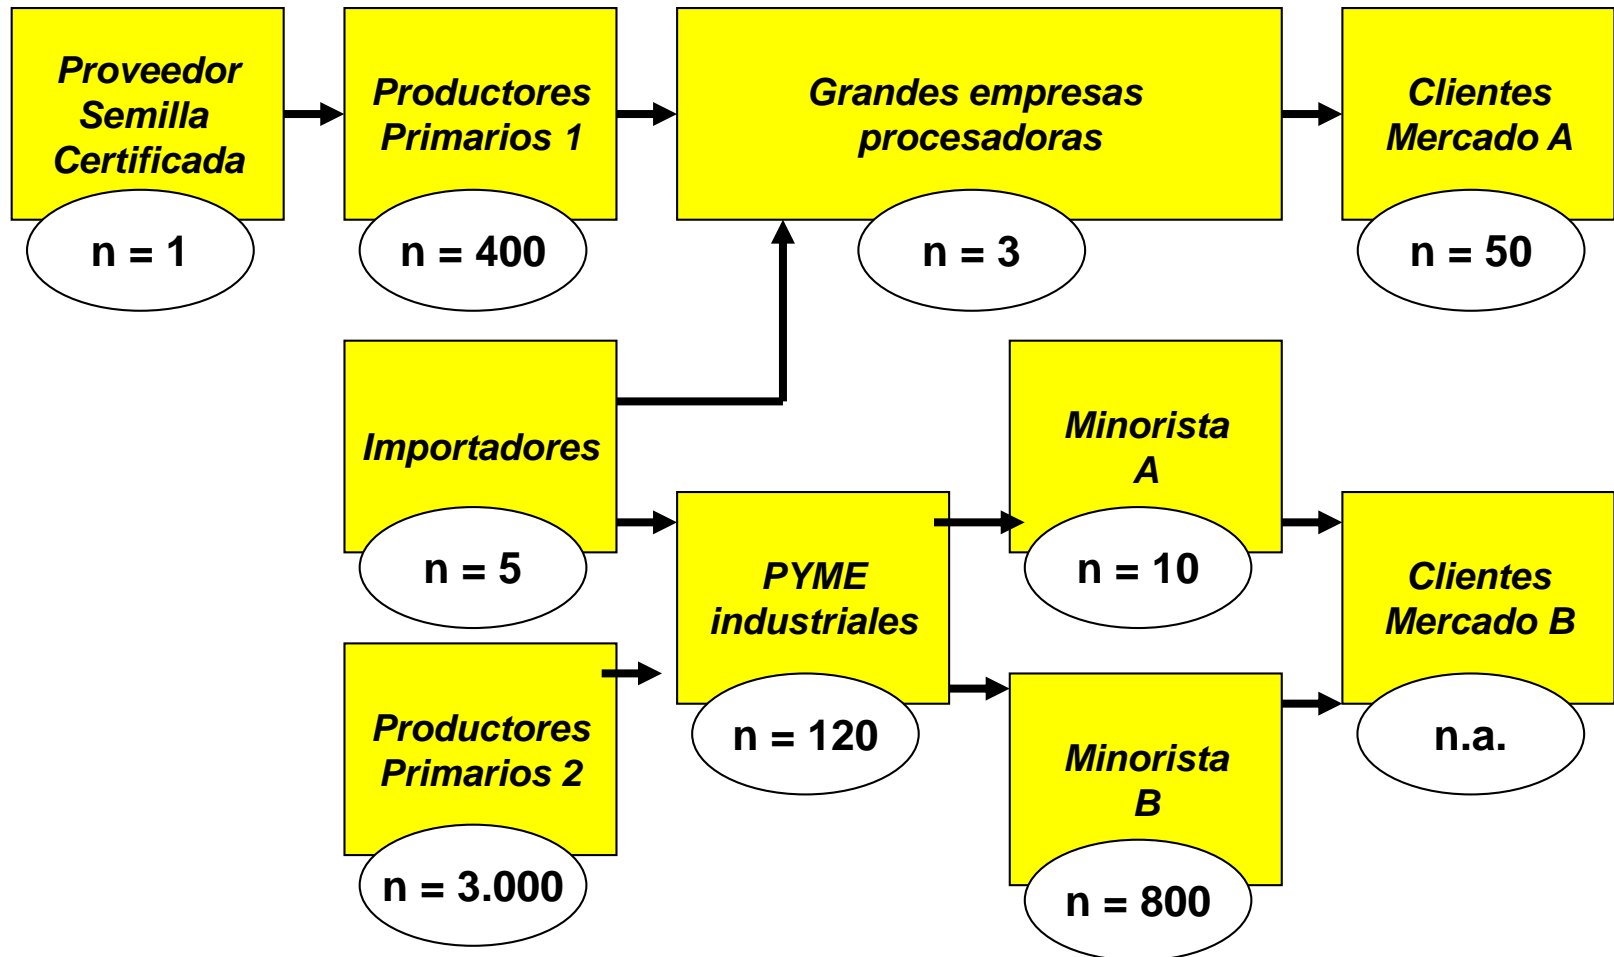 Proveedor
Semilla
Certificada
n = 1
Productores
Primarios 1
n = 400
Grandes empresas
procesadoras
n = 3
Clientes
Mercado A
n = 50
Importadores
n = 5
Productores
Primarios 2
n = 3.000
PYME
industriales
n = 120
Minorista
A
n = 10
Minorista
B
n = 800
Clientes
Mercado B
n.a.